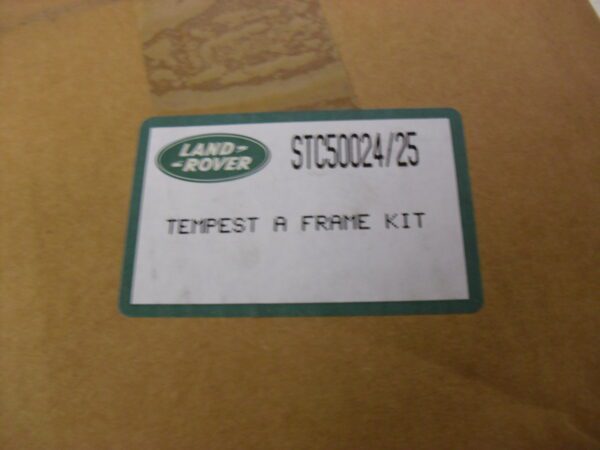 LAND-
-ROVER
STC50024/25
TEMPEST A FRAME KIT